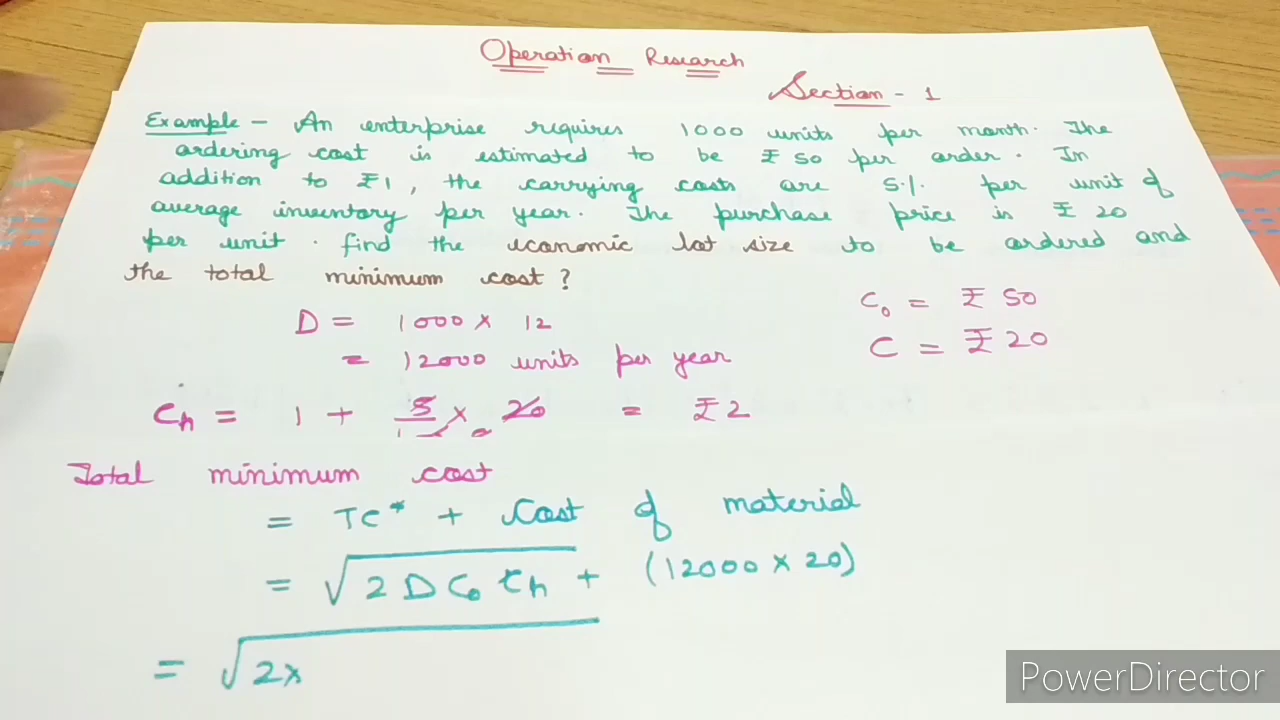 Operation Research
Section - 1
Example - An enterprise requires 1000 units per month. The
ordering cost is estimated to be ₹ 50 per order. In
addition to ₹1, the carrying costs are 5% per unit of
average inventory per year. The purchase price is ₹ 20
per unit. find the economic lot size to be ordered and
the total minimum cost?
D = 1000 × 12
= 12000 units per year
C₀ = ₹ 50
C = ₹ 20
Ch = 1 + 5/100 × 20 = ₹2
Total minimum cost
= TC* + Cost of material
= √2 D C₀ Ch + (12000 × 20)
= √2×
PowerDirector